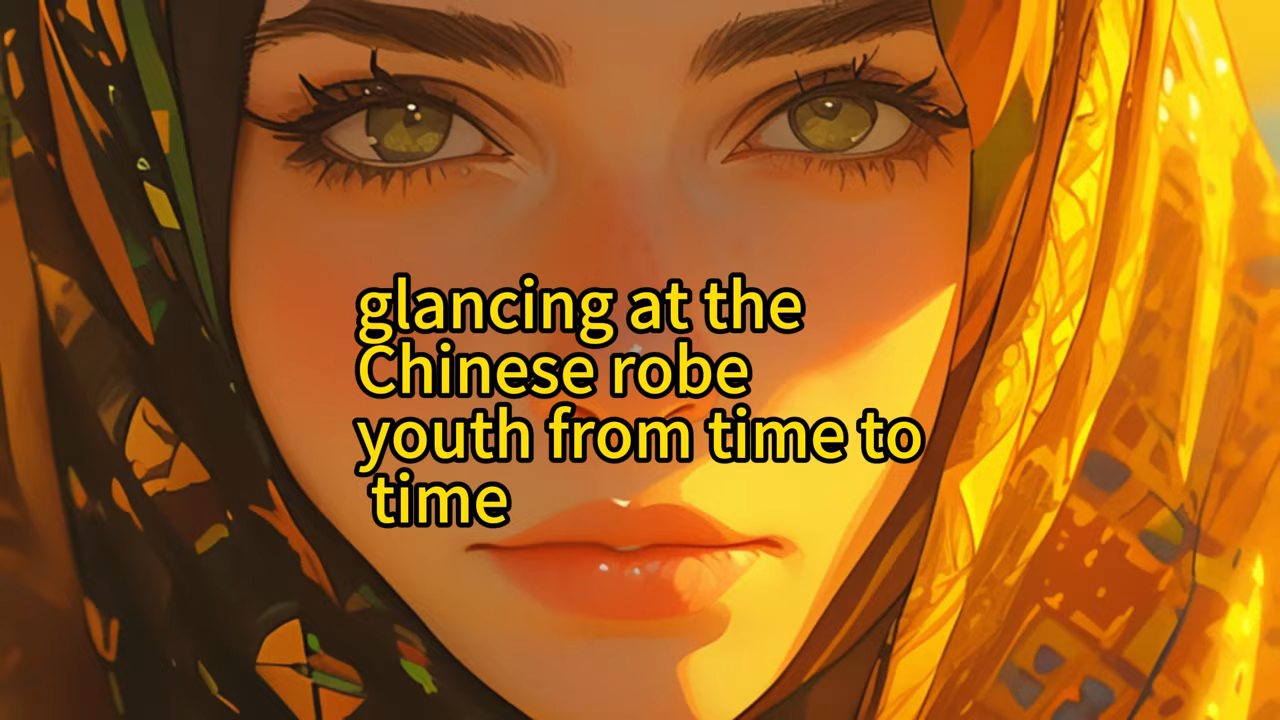 glancing at the
Chinese robe
youth from time to
time